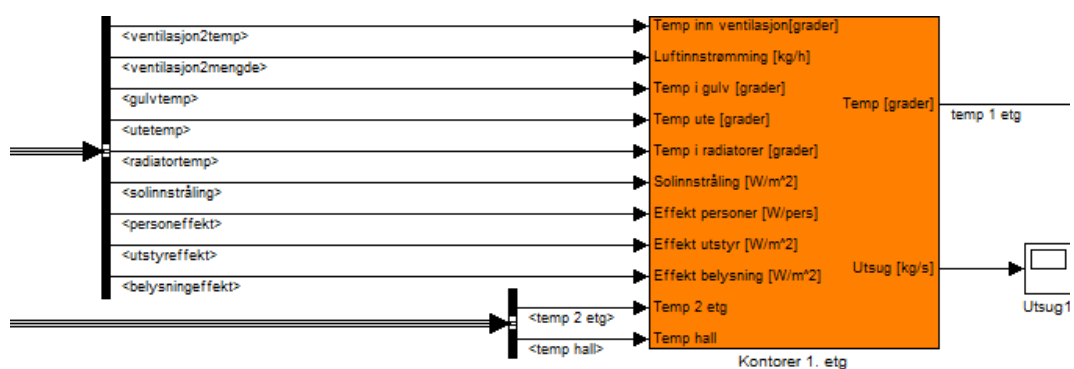 <ventilasjon2temp>
<ventilasjon2mengde>
<gulvtemp>
<utetemp>
<radiatortemp>
<solinnstråling>
<personeffekt>
<utstyreffekt>
<belysningeffekt>
<temp 2 etg>
<temp hall>
Temp inn ventilasjon[grader]
Luftinnstrømming [kg/h]
Temp i gulv [grader]
Temp ute [grader]
Temp i radiatorer [grader]
Solinnstråling [W/m^2]
Effekt personer [W/pers]
Effekt utstyr [W/m^2]
Effekt belysning [W/m^2]
Temp 2 etg
Temp hall
Temp [grader]
Utsug [kg/s]
Kontorer 1. etg
temp 1 etg
Utsug1